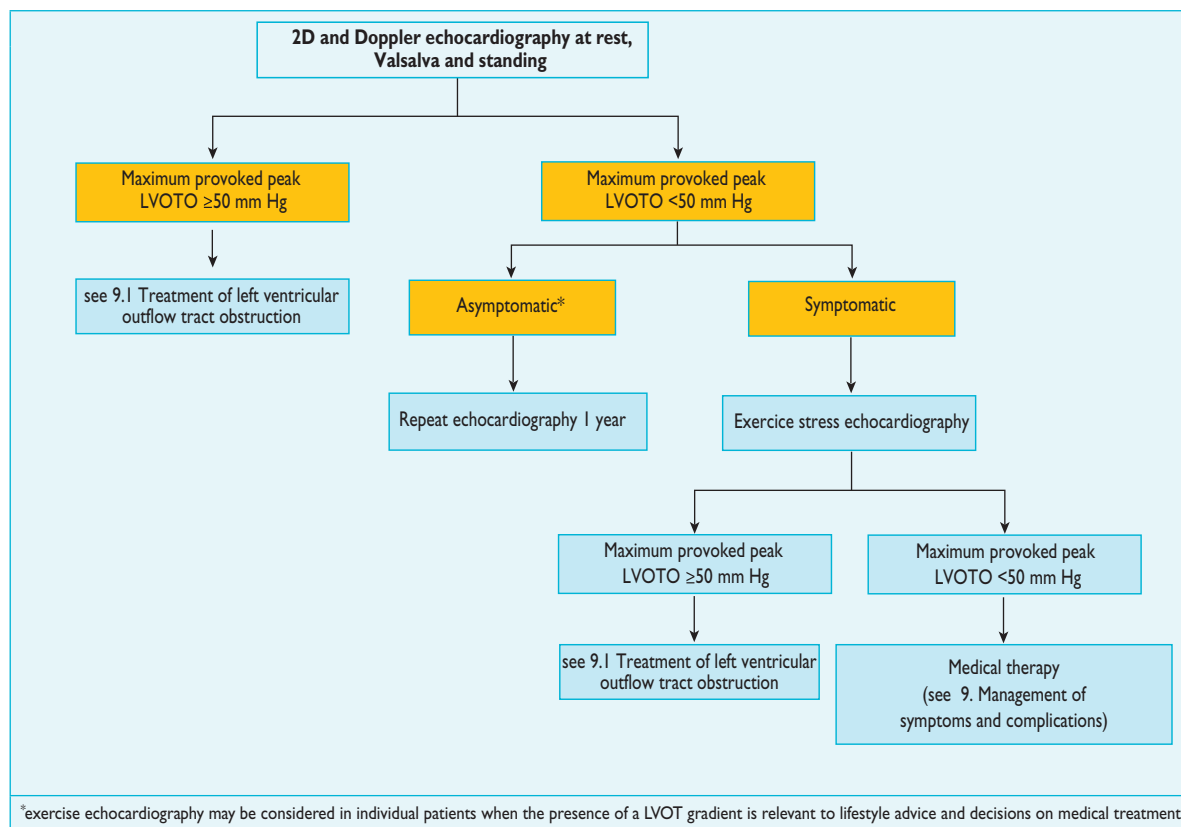 2D and Doppler echocardiography at rest,
Valsalva and standing
Maximum provoked peak
LVOTO ≥50 mm Hg
Maximum provoked peak
LVOTO <50 mm Hg
see 9.1 Treatment of left ventricular
outflow tract obstruction
Asymptomatic*
Symptomatic
Repeat echocardiography 1 year
Exercice stress echocardiography
Maximum provoked peak
LVOTO ≥50 mm Hg
Maximum provoked peak
LVOTO <50 mm Hg
see 9.1 Treatment of left ventricular
outflow tract obstruction
Medical therapy
(see 9. Management of
symptoms and complications)
*exercise echocardiography may be considered in individual patients when the presence of a LVOT gradient is relevant to lifestyle advice and decisions on medical treatment